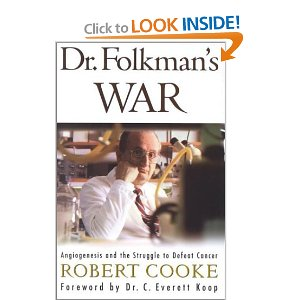 Click to LOOK INSIDE!
Dr. Folkman's
WAR
Angiogenesis and the Struggle to Defeat Cancer
ROBERT COOKE
Foreword by Dr. C. Everett Koop